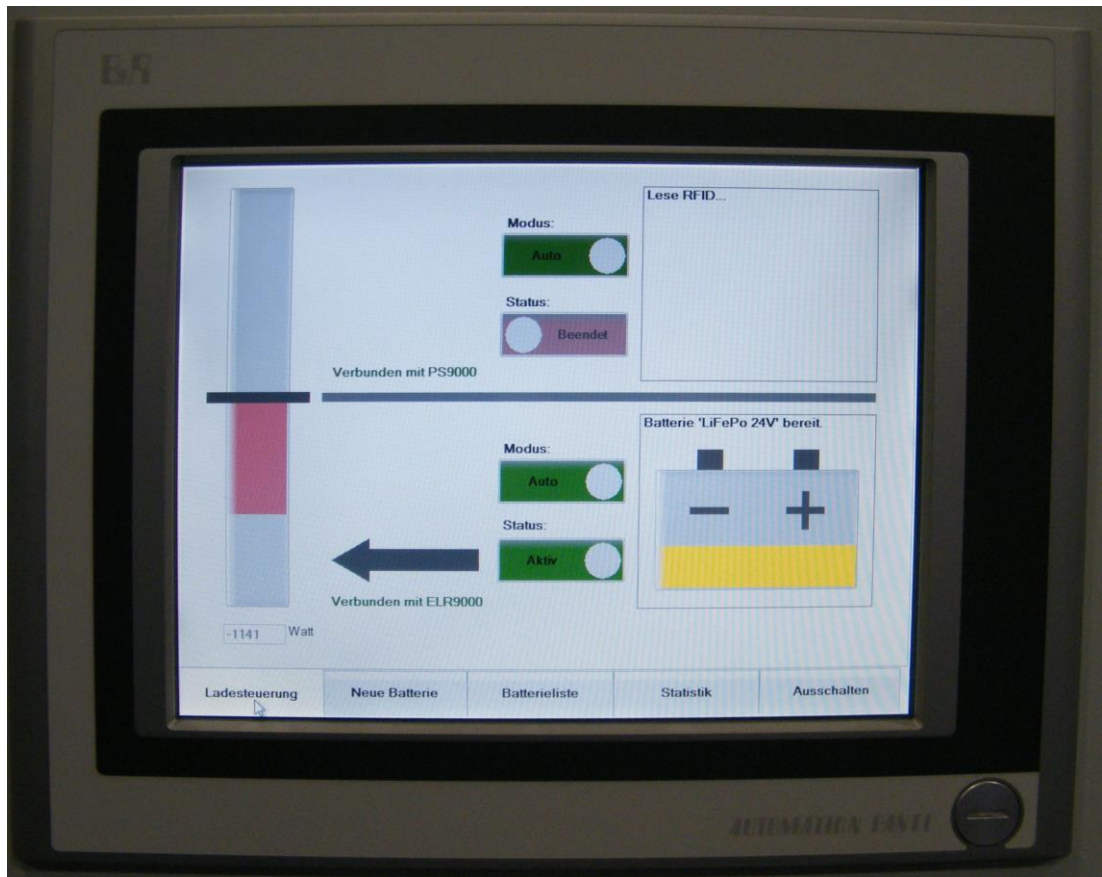 B&R
Lese RFID...
Modus:
Auto
Status:
Beendet
Verbunden mit PS9000
Batterie 'LiFePo 24V' bereit.
Modus:
Auto
Status:
Aktiv
Verbunden mit ELR9000
-1141 Watt
Ladesteuerung Neue Batterie Batterieliste Statistik Ausschalten
AUTOMATION PANEL